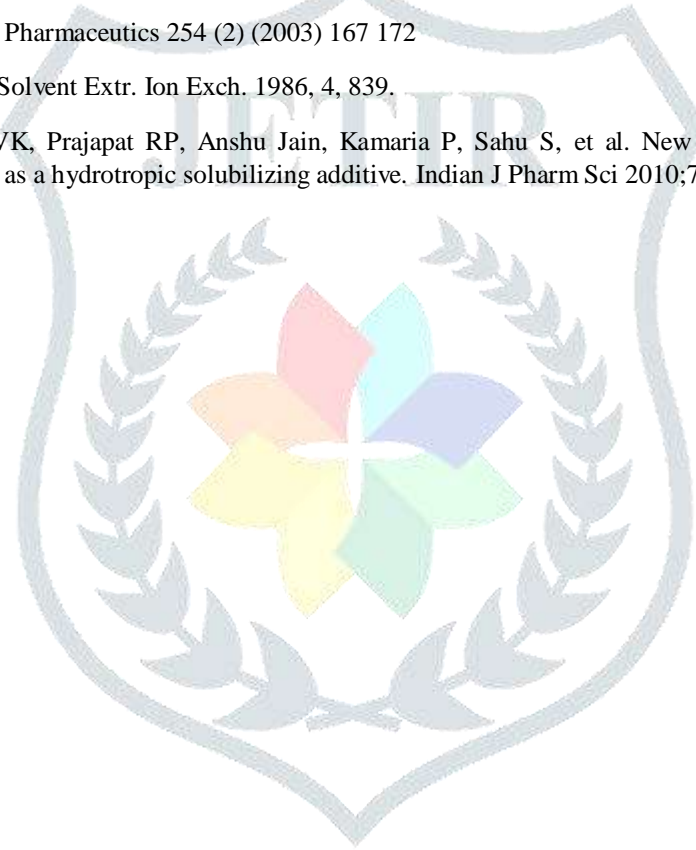 Pharmaceutics 254 (2) (2003) 167 172
Solvent Extr. Ion Exch. 1986, 4, 839.
VK, Prajapat RP, Anshu Jain, Kamaria P, Sahu S, et al. New
as a hydrotropic solubilizing additive. Indian J Pharm Sci 2010;7
JETIR